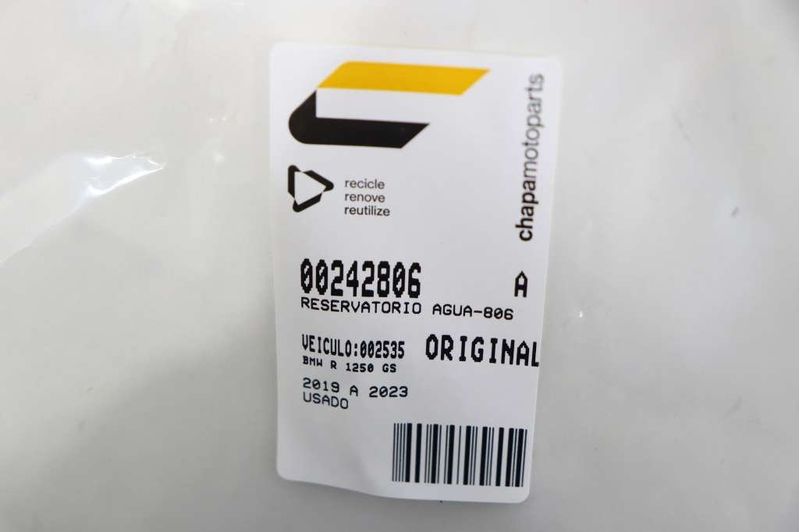 chapamotoparts
recicle
renove
reutilize
00242806 A
RESERVATORIO AGUA-806
VEICULO:002535 ORIGINAL
BMW R 1250 GS
2019 A 2023
USADO